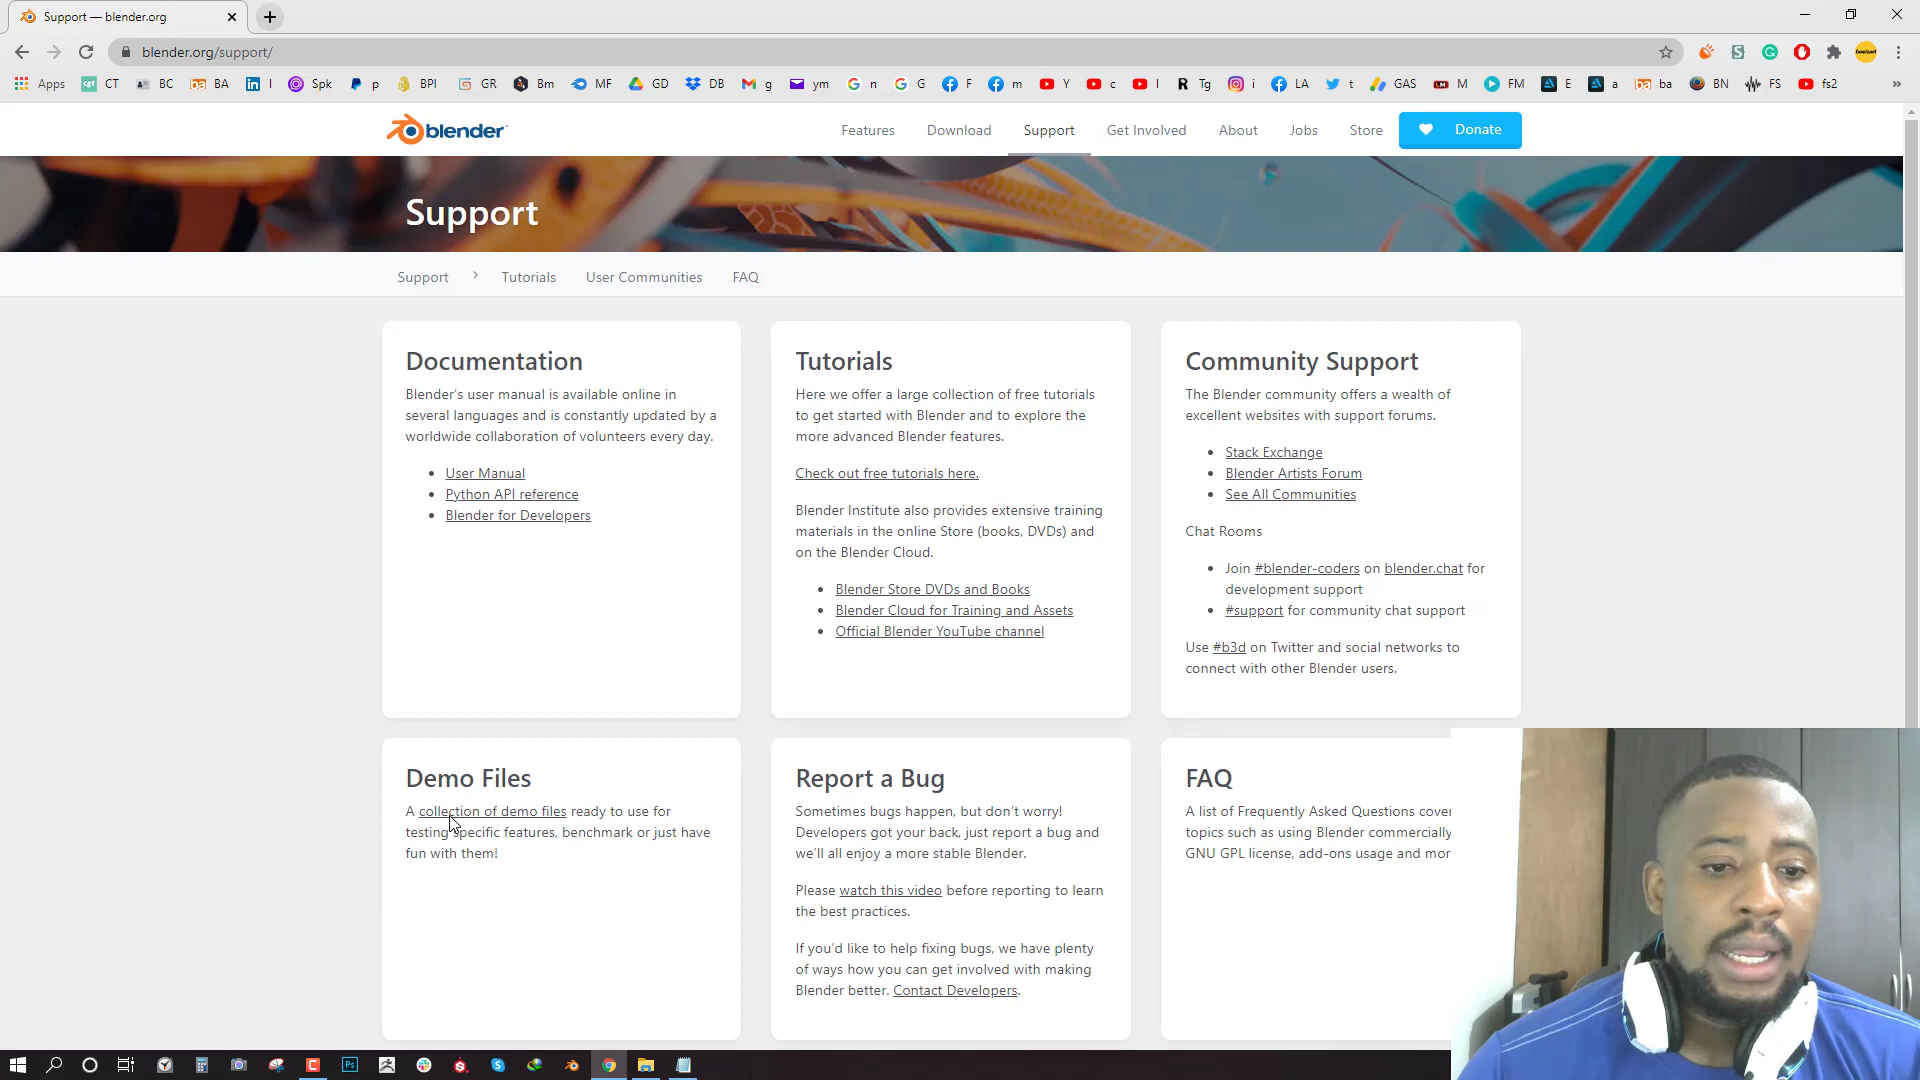 Support — blender.org
blender.org/support/
Apps CT BC BA I Spk p BPI GR Bm MF GD DB g ym n G F m Y c I Tg i LA t GAS M FM E a ba BN FS fs2 »
blender Features Download Support Get Involved About Jobs Store Donate
Support
Support > Tutorials User Communities FAQ
Documentation
Blender's user manual is available online in
several languages and is constantly updated by a
worldwide collaboration of volunteers every day.
• User Manual
• Python API reference
• Blender for Developers
Tutorials
Here we offer a large collection of free tutorials
to get started with Blender and to explore the
more advanced Blender features.
Check out free tutorials here.
Blender Institute also provides extensive training
materials in the online Store (books, DVDs) and
on the Blender Cloud.
• Blender Store DVDs and Books
• Blender Cloud for Training and Assets
• Official Blender YouTube channel
Community Support
The Blender community offers a wealth of
excellent websites with support forums.
• Stack Exchange
• Blender Artists Forum
• See All Communities
Chat Rooms
• Join #blender-coders on blender.chat for
development support
• #support for community chat support
Use #b3d on Twitter and social networks to
connect with other Blender users.
Demo Files
A collection of demo files ready to use for
testing specific features, benchmark or just have
fun with them!
Report a Bug
Sometimes bugs happen, but don't worry!
Developers got your back, just report a bug and
we'll all enjoy a more stable Blender.
Please watch this video before reporting to learn
the best practices.
If you'd like to help fixing bugs, we have plenty
of ways how you can get involved with making
Blender better. Contact Developers.
FAQ
A list of Frequently Asked Questions cover
topics such as using Blender commercially
GNU GPL license, add-ons usage and mor